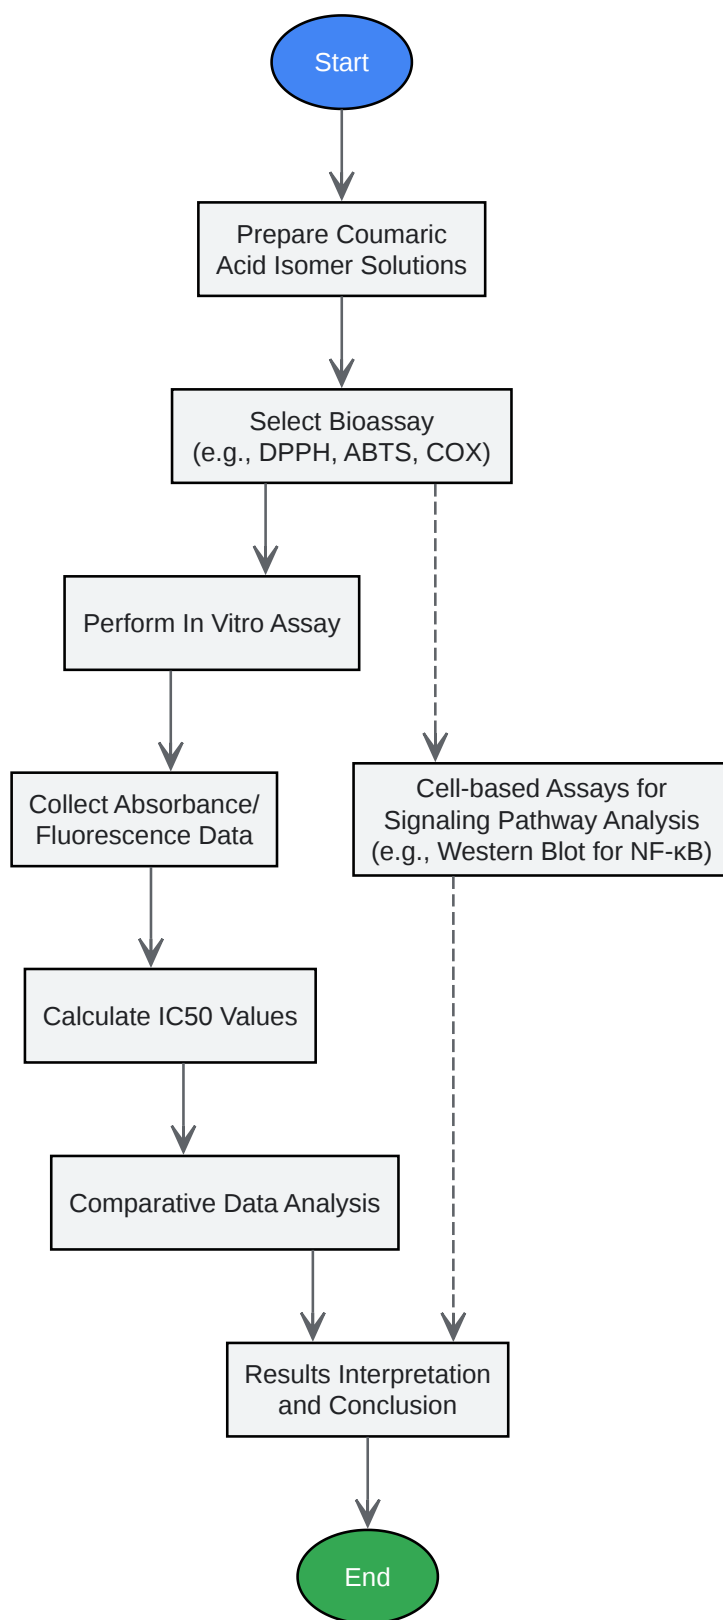 Start
Prepare Coumaric
Acid Isomer Solutions
Select Bioassay
(e.g., DPPH, ABTS, COX)
Perform In Vitro Assay
Collect Absorbance/
Fluorescence Data
Cell-based Assays for
Signaling Pathway Analysis
(e.g., Western Blot for NF-κB)
Calculate IC50 Values
Comparative Data Analysis
Results Interpretation
and Conclusion
End